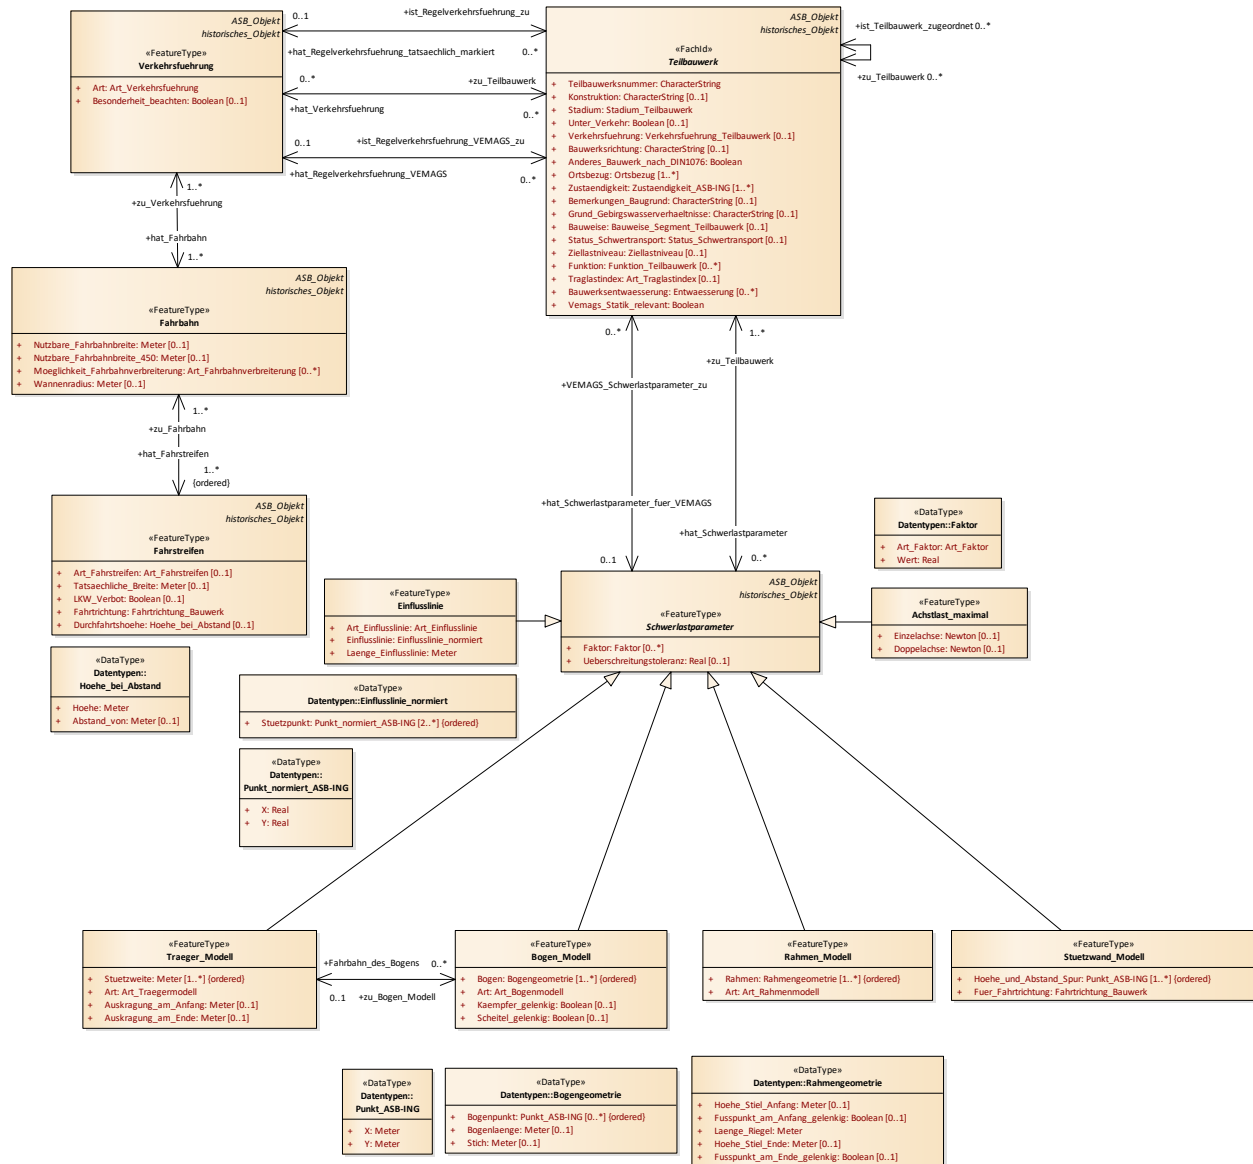 ASB_Objekt
historisches_Objekt
«FeatureType»
Verkehrsfuehrung
+ Art: Art_Verkehrsfuehrung
+ Besonderheit_beachten: Boolean [0..1]
0..1
+ist_Regelverkehrsfuehrung_zu
+hat_Regelverkehrsfuehrung_tatsaechlich_markiert
0..*
0..*
+zu_Teilbauwerk
+hat_Verkehrsfuehrung
0..*
0..1
+ist_Regelverkehrsfuehrung_VEMAGS_zu
+hat_Regelverkehrsfuehrung_VEMAGS
0..*
ASB_Objekt
historisches_Objekt
«FachId»
Teilbauwerk
+ Teilbauwerksnummer: CharacterString
+ Konstruktion: CharacterString [0..1]
+ Stadium: Stadium_Teilbauwerk
+ Unter_Verkehr: Boolean [0..1]
+ Verkehrsfuehrung: Verkehrsfuehrung_Teilbauwerk [0..1]
+ Bauwerksrichtung: CharacterString [0..1]
+ Anderes_Bauwerk_nach_DIN1076: Boolean
+ Ortsbezug: Ortsbezug [1..*]
+ Zustaendigkeit: Zustaendigkeit_ASB-ING [1..*]
+ Bemerkungen_Baugrund: CharacterString [0..1]
+ Grund_Gebirgswasserverhaeltnisse: CharacterString [0..1]
+ Bauweise: Bauweise_Segment_Teilbauwerk [0..1]
+ Status_Schwertransport: Status_Schwertransport [0..1]
+ Ziellastniveau: Ziellastniveau [0..1]
+ Funktion: Funktion_Teilbauwerk [0..*]
+ Traglastindex: Art_Traglastindex [0..1]
+ Bauwerksentwaesserung: Entwaesserung [0..*]
+ Vemags_Statik_relevant: Boolean
+ist_Teilbauwerk_zugeordnet 0..*
+zu_Teilbauwerk 0..*
1..*
+zu_Verkehrsfuehrung
+hat_Fahrbahn
1..*
ASB_Objekt
historisches_Objekt
«FeatureType»
Fahrbahn
+ Nutzbare_Fahrbahnbreite: Meter [0..1]
+ Nutzbare_Fahrbahnbreite_450: Meter [0..1]
+ Moeglichkeit_Fahrbahnverbreiterung: Art_Fahrbahnverbreiterung [0..*]
+ Wannenradius: Meter [0..1]
1..*
+zu_Fahrbahn
+hat_Fahrstreifen
1..*
{ordered}
ASB_Objekt
historisches_Objekt
«FeatureType»
Fahrstreifen
+ Art_Fahrstreifen: Art_Fahrstreifen [0..1]
+ Tatsaechliche_Breite: Meter [0..1]
+ LKW_Verbot: Boolean [0..1]
+ Fahrtrichtung: Fahrtrichtung_Bauwerk
+ Durchfahrtshoehe: Hoehe_bei_Abstand [0..1]
0..*
+VEMAGS_Schwerlastparameter_zu
+hat_Schwerlastparameter_fuer_VEMAGS
0..1
1..*
+zu_Teilbauwerk
+hat_Schwerlastparameter
0..*
«DataType»
Datentypen::Faktor
+ Art_Faktor: Art_Faktor
+ Wert: Real
«FeatureType»
Einflusslinie
+ Art_Einflusslinie: Art_Einflusslinie
+ Einflusslinie: Einflusslinie_normiert
+ Laenge_Einflusslinie: Meter
ASB_Objekt
historisches_Objekt
«FeatureType»
Schwerlastparameter
+ Faktor: Faktor [0..*]
+ Ueberschreitungstoleranz: Real [0..1]
«FeatureType»
Achstlast_maximal
+ Einzelachse: Newton [0..1]
+ Doppelachse: Newton [0..1]
«DataType»
Datentypen::
Hoehe_bei_Abstand
+ Hoehe: Meter
+ Abstand_von: Meter [0..1]
«DataType»
Datentypen::Einflusslinie_normiert
+ Stuetzpunkt: Punkt_normiert_ASB-ING [2..*] {ordered}
«DataType»
Datentypen::
Punkt_normiert_ASB-ING
+ X: Real
+ Y: Real
«FeatureType»
Traeger_Modell
+ Stuetzweite: Meter [1..*] {ordered}
+ Art: Art_Traegermodell
+ Auskragung_am_Anfang: Meter [0..1]
+ Auskragung_am_Ende: Meter [0..1]
+Fahrbahn_des_Bogens
0..*
0..1
+zu_Bogen_Modell
«FeatureType»
Bogen_Modell
+ Bogen: Bogengeometrie [1..*] {ordered}
+ Art: Art_Bogenmodell
+ Kaempfer_gelenkig: Boolean [0..1]
+ Scheitel_gelenkig: Boolean [0..1]
«FeatureType»
Rahmen_Modell
+ Rahmen: Rahmengeometrie [1..*] {ordered}
+ Art: Art_Rahmenmodell
«FeatureType»
Stuetzwand_Modell
+ Hoehe_und_Abstand_Spur: Punkt_ASB-ING [1..*] {ordered}
+ Fuer_Fahrtrichtung: Fahrtrichtung_Bauwerk
«DataType»
Datentypen::
Punkt_ASB-ING
+ X: Meter
+ Y: Meter
«DataType»
Datentypen::Bogengeometrie
+ Bogenpunkt: Punkt_ASB-ING [0..*] {ordered}
+ Bogenlaenge: Meter [0..1]
+ Stich: Meter [0..1]
«DataType»
Datentypen::Rahmengeometrie
+ Hoehe_Stiel_Anfang: Meter [0..1]
+ Fusspunkt_am_Anfang_gelenkig: Boolean [0..1]
+ Laenge_Riegel: Meter
+ Hoehe_Stiel_Ende: Meter [0..1]
+ Fusspunkt_am_Ende_gelenkig: Boolean [0..1]